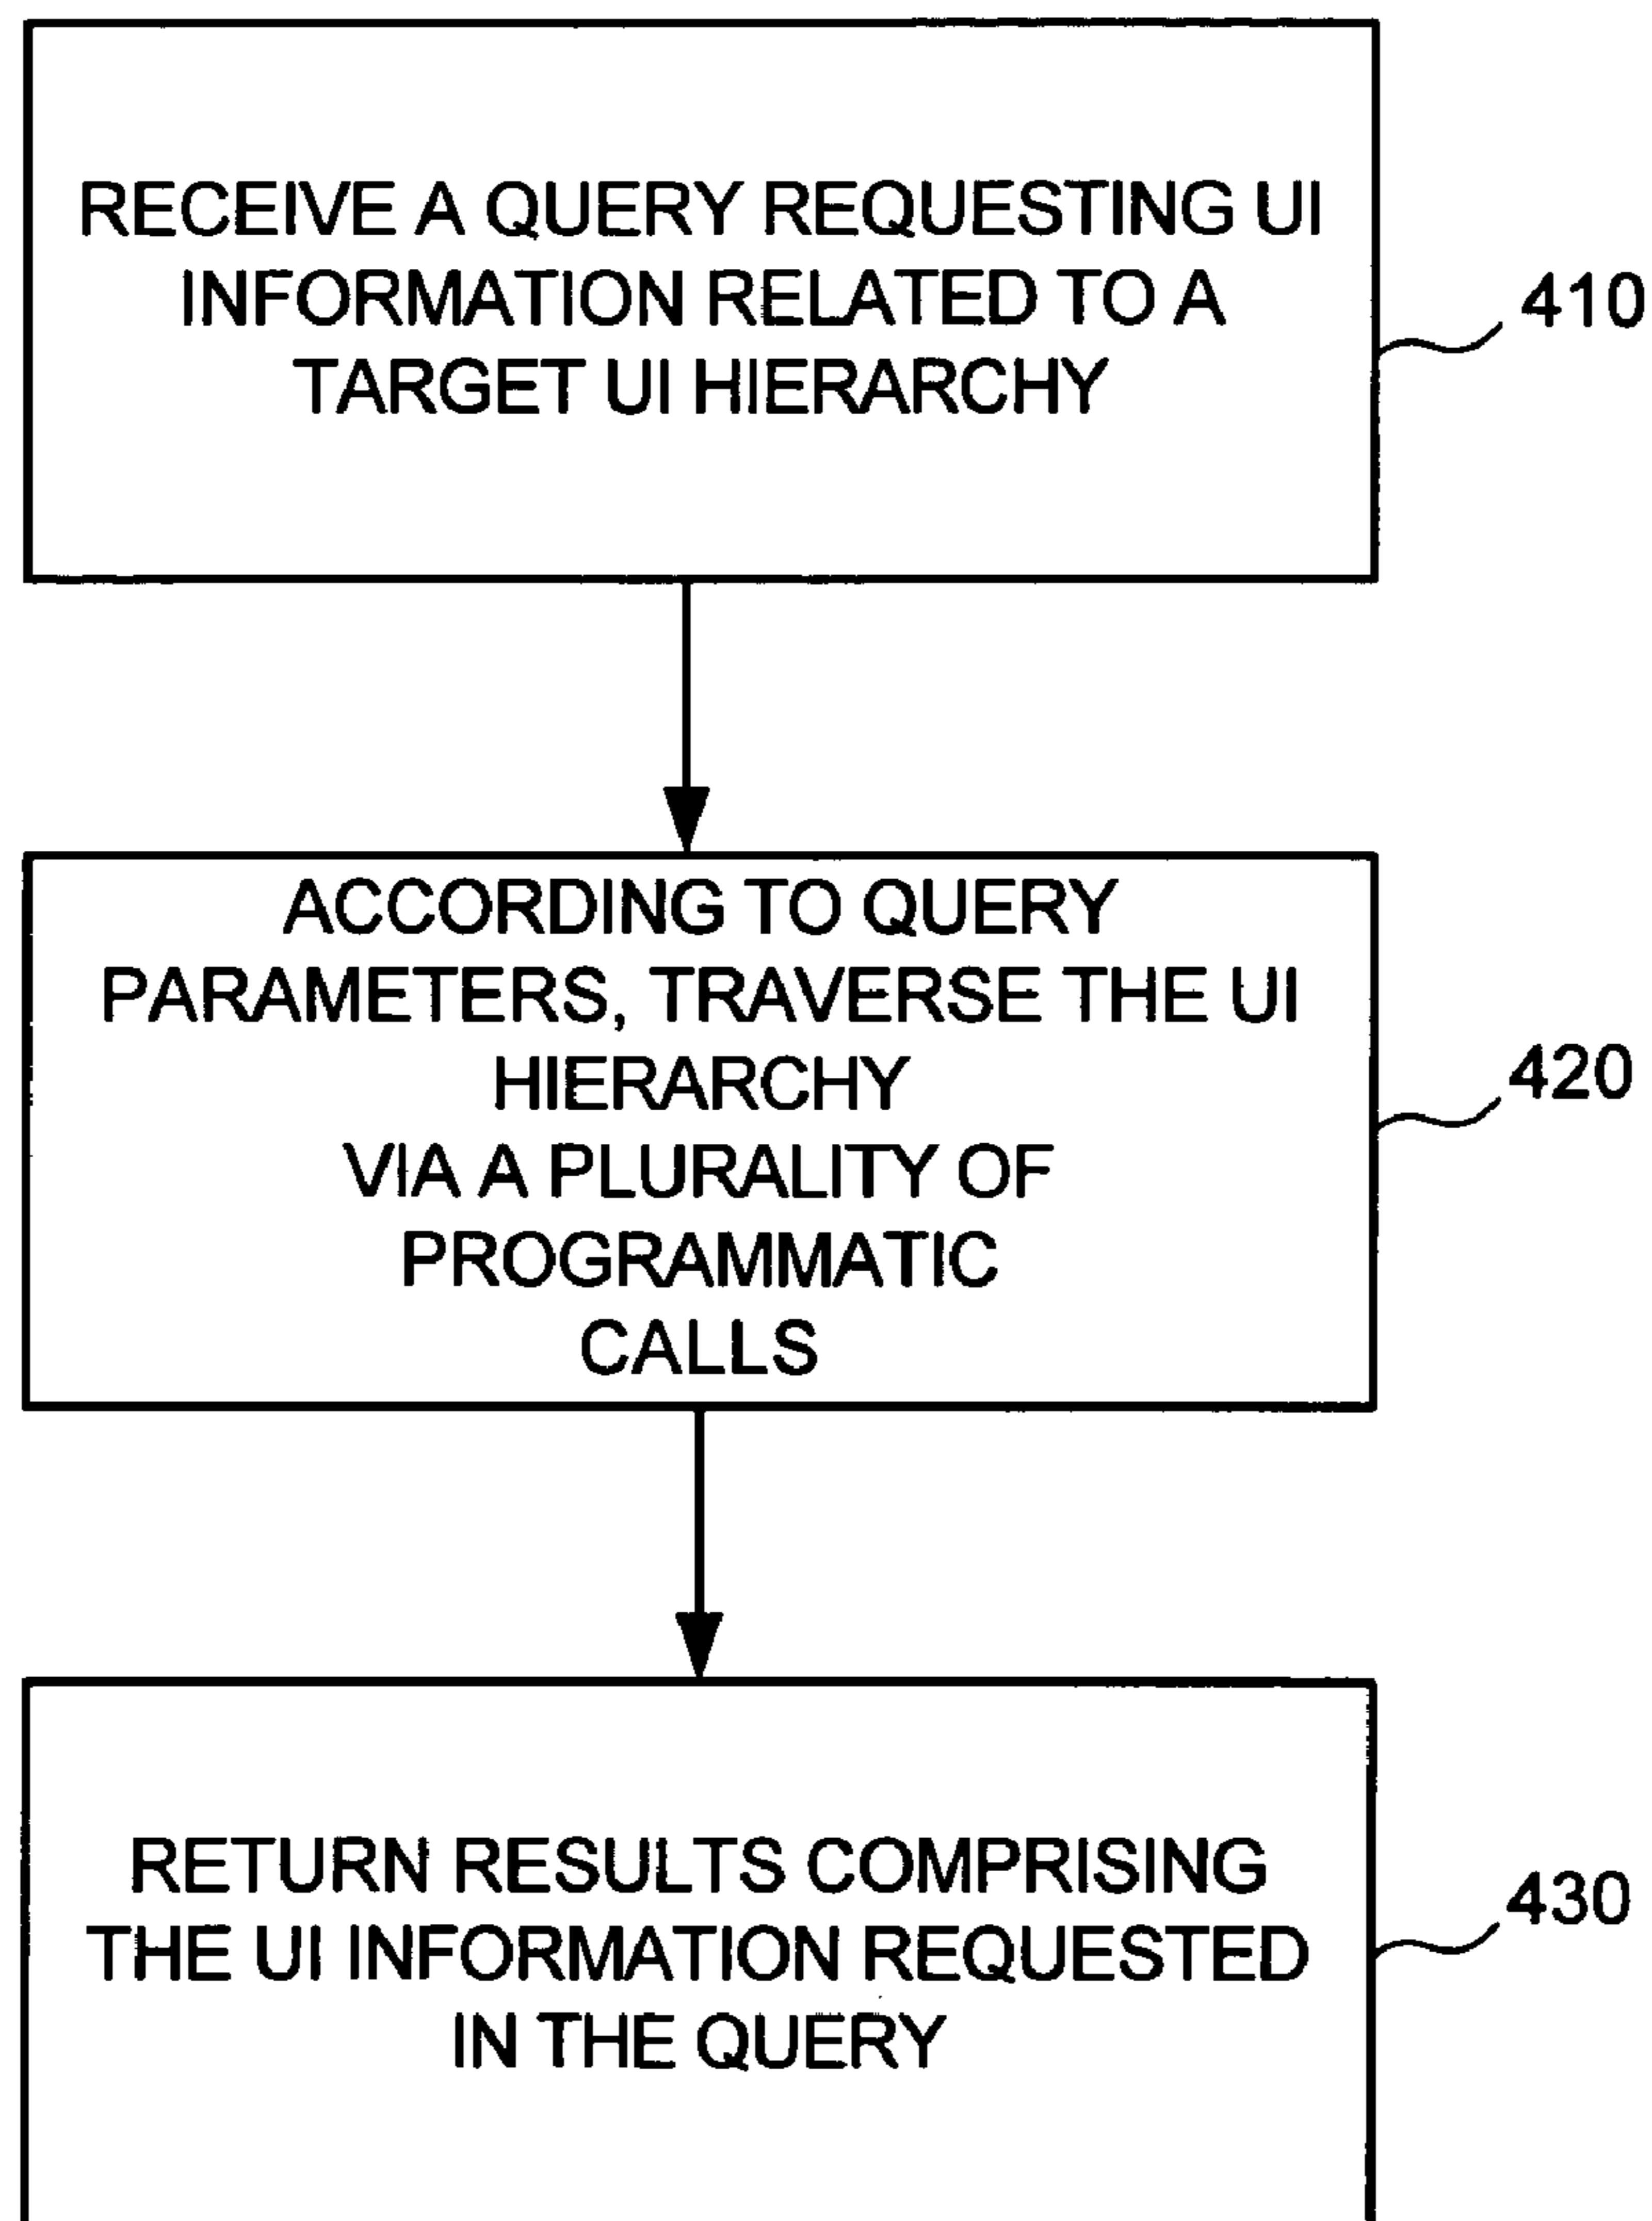 RECEIVE A QUERY REQUESTING UI
INFORMATION RELATED TO A
TARGET UI HIERARCHY
410
ACCORDING TO QUERY
PARAMETERS, TRAVERSE THE UI
HIERARCHY
VIA A PLURALITY OF
PROGRAMMATIC
CALLS
420
RETURN RESULTS COMPRISING
THE UI INFORMATION REQUESTED
IN THE QUERY
430